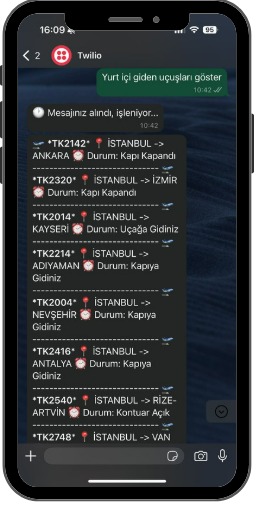 16:09
95
2
Twilio
Yurt içi giden uçuşları göster
10:42
Mesajınız alındı, işleniyor...
10:42
*TK2142* 📍 İSTANBUL ->
ANKARA ⏰ Durum: Kapı Kapandı
------------------------------ 🛫
*TK2320* 📍 İSTANBUL -> İZMİR
⏰ Durum: Kapı Kapandı
------------------------------ 🛫
*TK2014* 📍 İSTANBUL ->
KAYSERİ ⏰ Durum: Uçağa Gidiniz
------------------------------ 🛫
*TK2214* 📍 İSTANBUL ->
ADIYAMAN ⏰ Durum: Kapıya
Gidiniz
------------------------------ 🛫
*TK2004* 📍 İSTANBUL ->
NEVŞEHİR ⏰ Durum: Kapıya
Gidiniz
------------------------------ 🛫
*TK2416* 📍 İSTANBUL ->
ANTALYA ⏰ Durum: Kapıya
Gidiniz
------------------------------ 🛫
*TK2540* 📍 İSTANBUL -> RİZE-
ARTVİN ⏰ Durum: Kontuar Açık
------------------------------ 🛫
*TK2748* 📍 İSTANBUL -> VAN